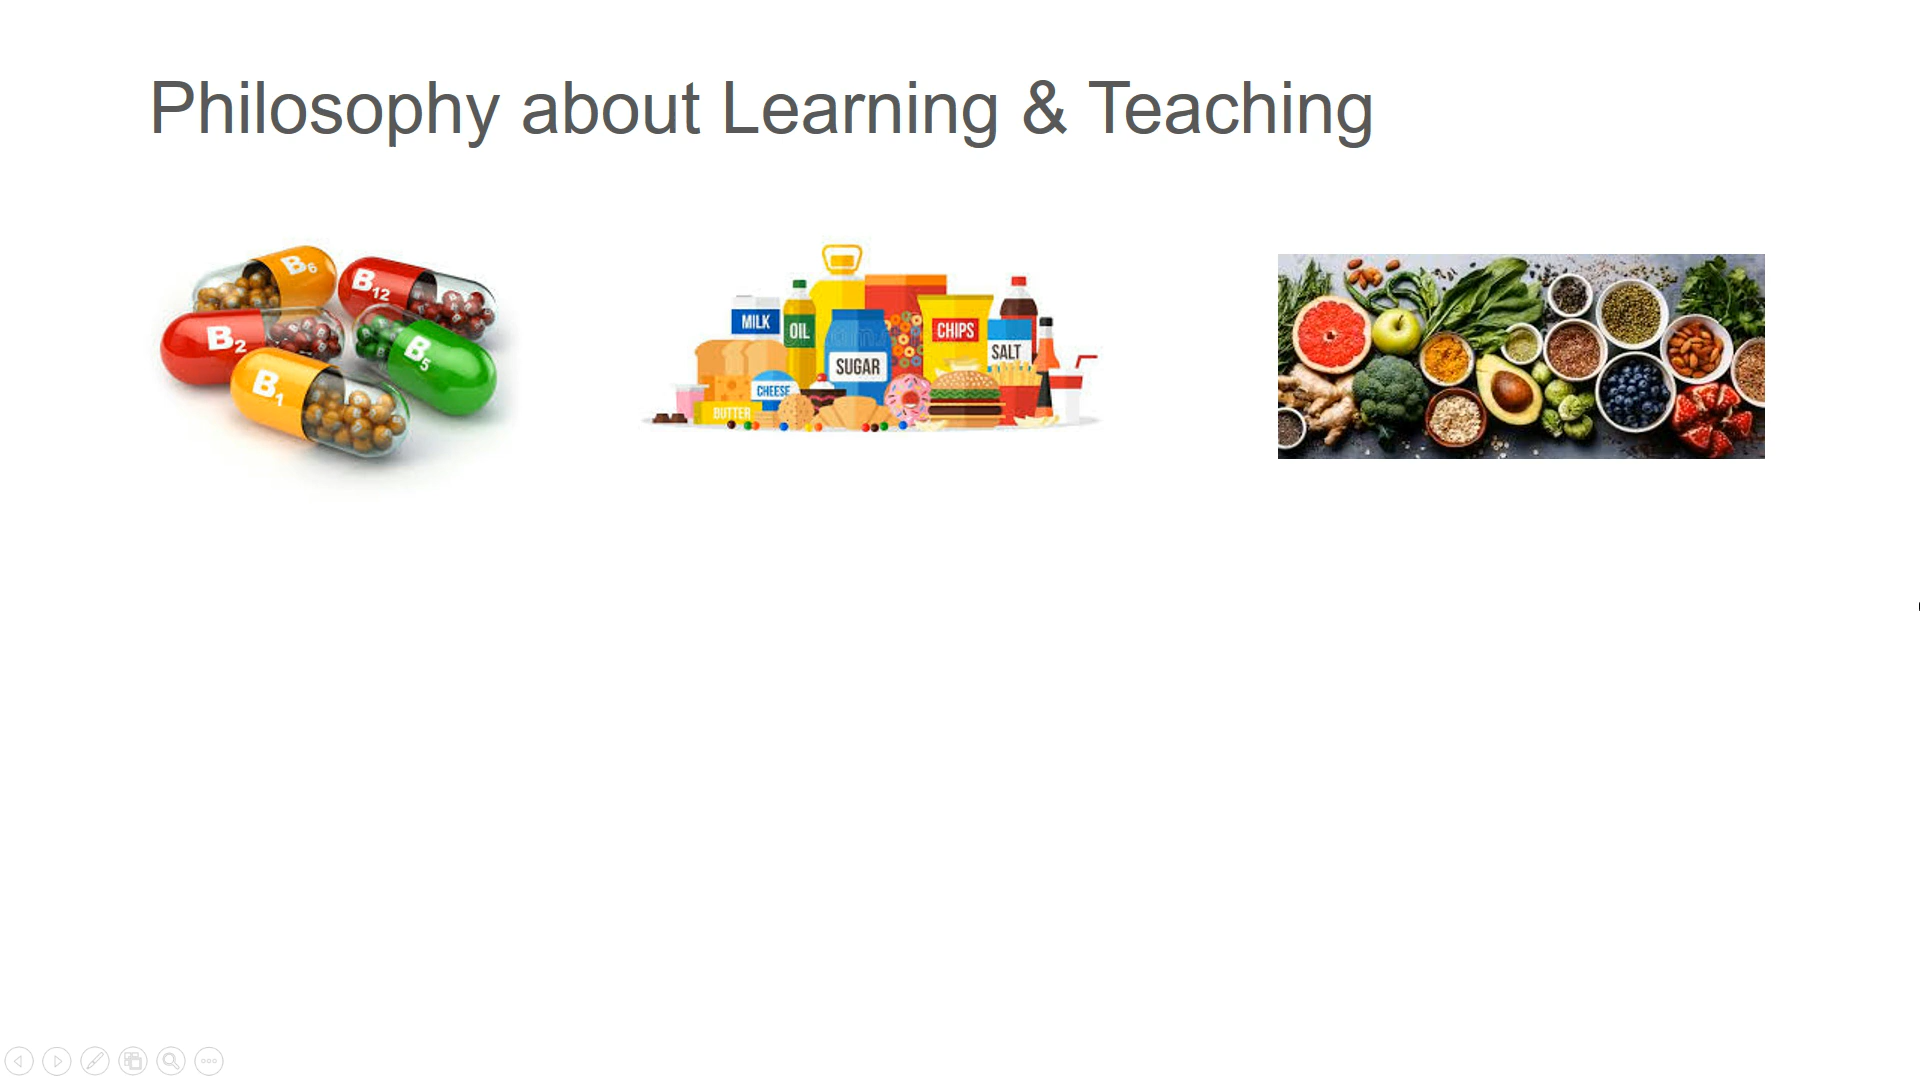 Philosophy about Learning & Teaching
B6
B12
B2
B5
B1
MILK
OIL
SUGAR
CHIPS
SALT
CHEESE
BUTTER